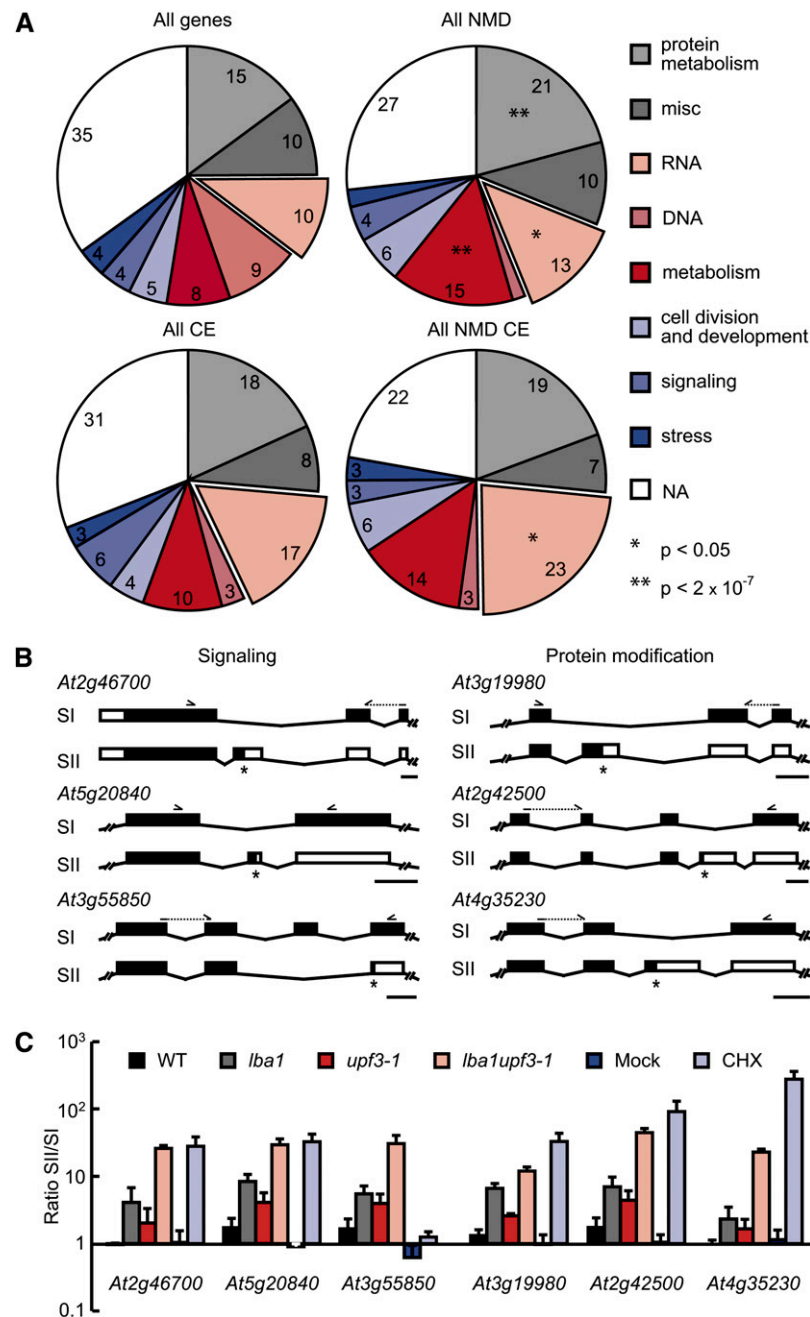 A
All genes
All NMD
15
10
10
9
8
5
4
4
35
21
**
10
*
13
15
**
6
4
27
protein metabolism
misc
RNA
DNA
metabolism
cell division and development
signaling
stress
NA
* p < 0.05
** p < 2 x 10⁻⁷
All CE
All NMD CE
18
8
17
3
10
4
6
3
31
19
7
*
23
3
14
6
3
3
22
B
Signaling
Protein modification
At2g46700
SI
SII
*
At5g20840
SI
SII
*
At3g55850
SI
SII
*
At3g19980
SI
SII
*
At2g42500
SI
SII
*
At4g35230
SI
SII
*
C
Ratio SII/SI
10³
10²
10
1
0.1
WT
lba1
upf3-1
lba1upf3-1
Mock
CHX
At2g46700
At5g20840
At3g55850
At3g19980
At2g42500
At4g35230